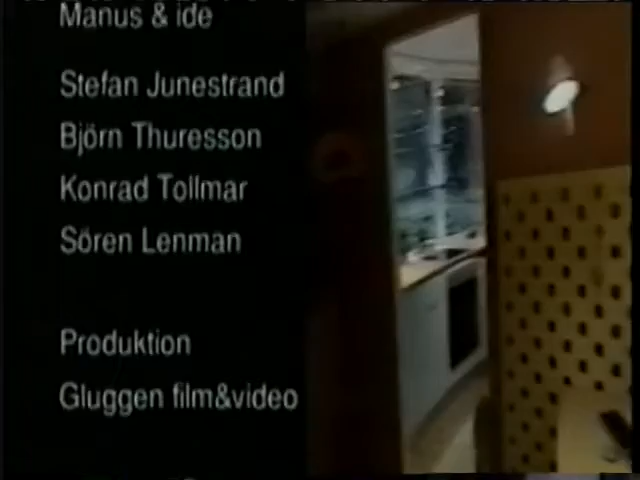 Manus & ide
Stefan Junestrand
Björn Thuresson
Konrad Tollmar
Sören Lenman
Produktion
Gluggen film&video